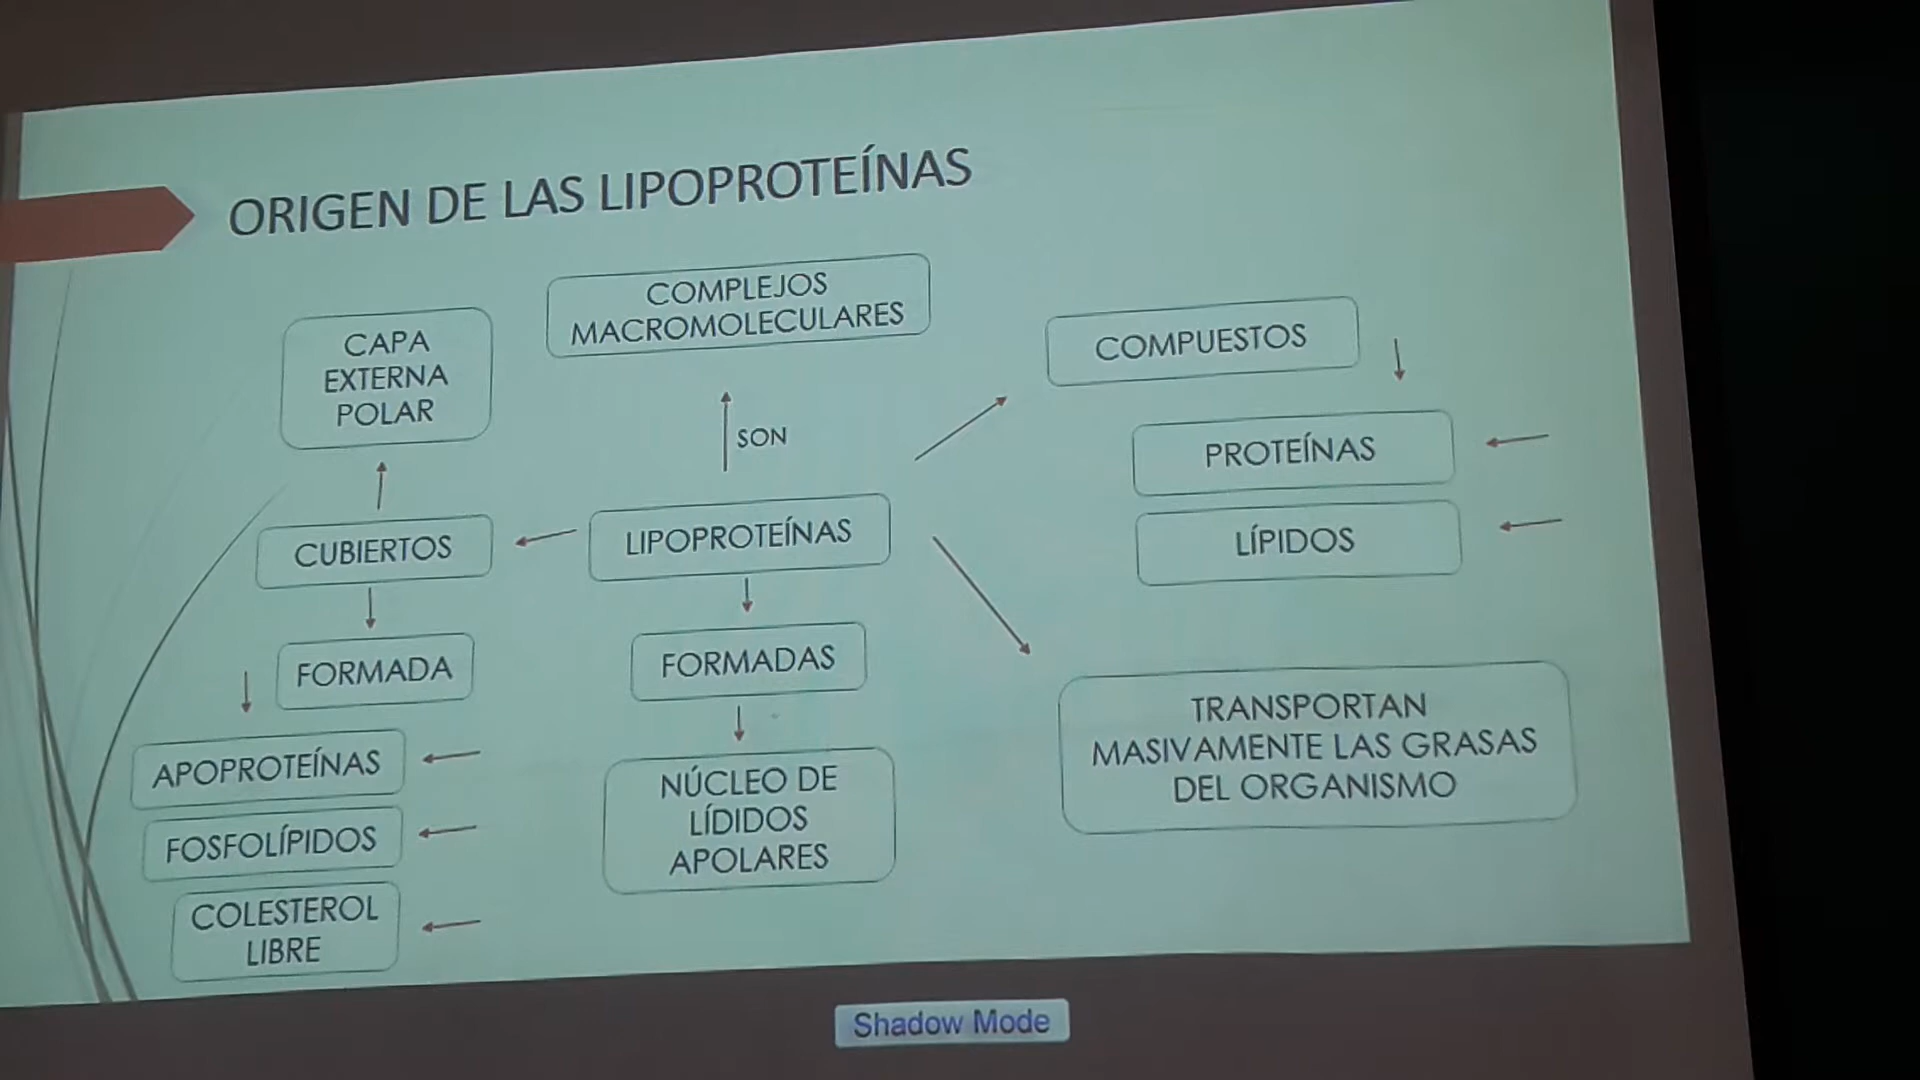 ORIGEN DE LAS LIPOPROTEÍNAS
COMPLEJOS
MACROMOLECULARES
CAPA
EXTERNA
POLAR
COMPUESTOS
SON
PROTEÍNAS
LIPOPROTEÍNAS
CUBIERTOS
LÍPIDOS
FORMADA
FORMADAS
TRANSPORTAN
MASIVAMENTE LAS GRASAS
DEL ORGANISMO
APOPROTEÍNAS
NÚCLEO DE
LÍDIDOS
APOLARES
FOSFOLÍPIDOS
COLESTEROL
LIBRE
Shadow Mode